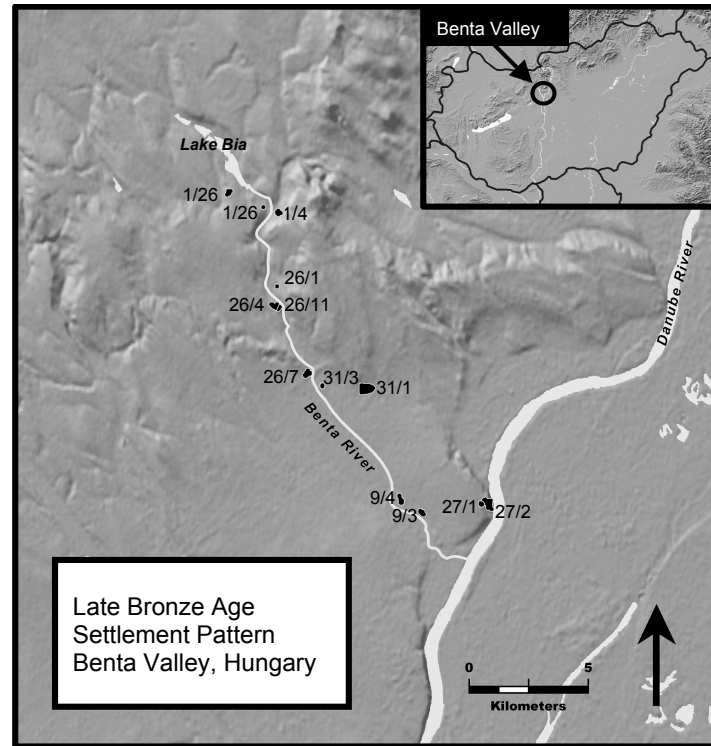 Benta Valley
Lake Bia
1/26
1/26
1/4
26/1
26/4
26/11
Danube River
26/7
31/3
31/1
Benta River
9/4
9/3
27/1
27/2
Late Bronze Age
Settlement Pattern
Benta Valley, Hungary
0 5
Kilometers